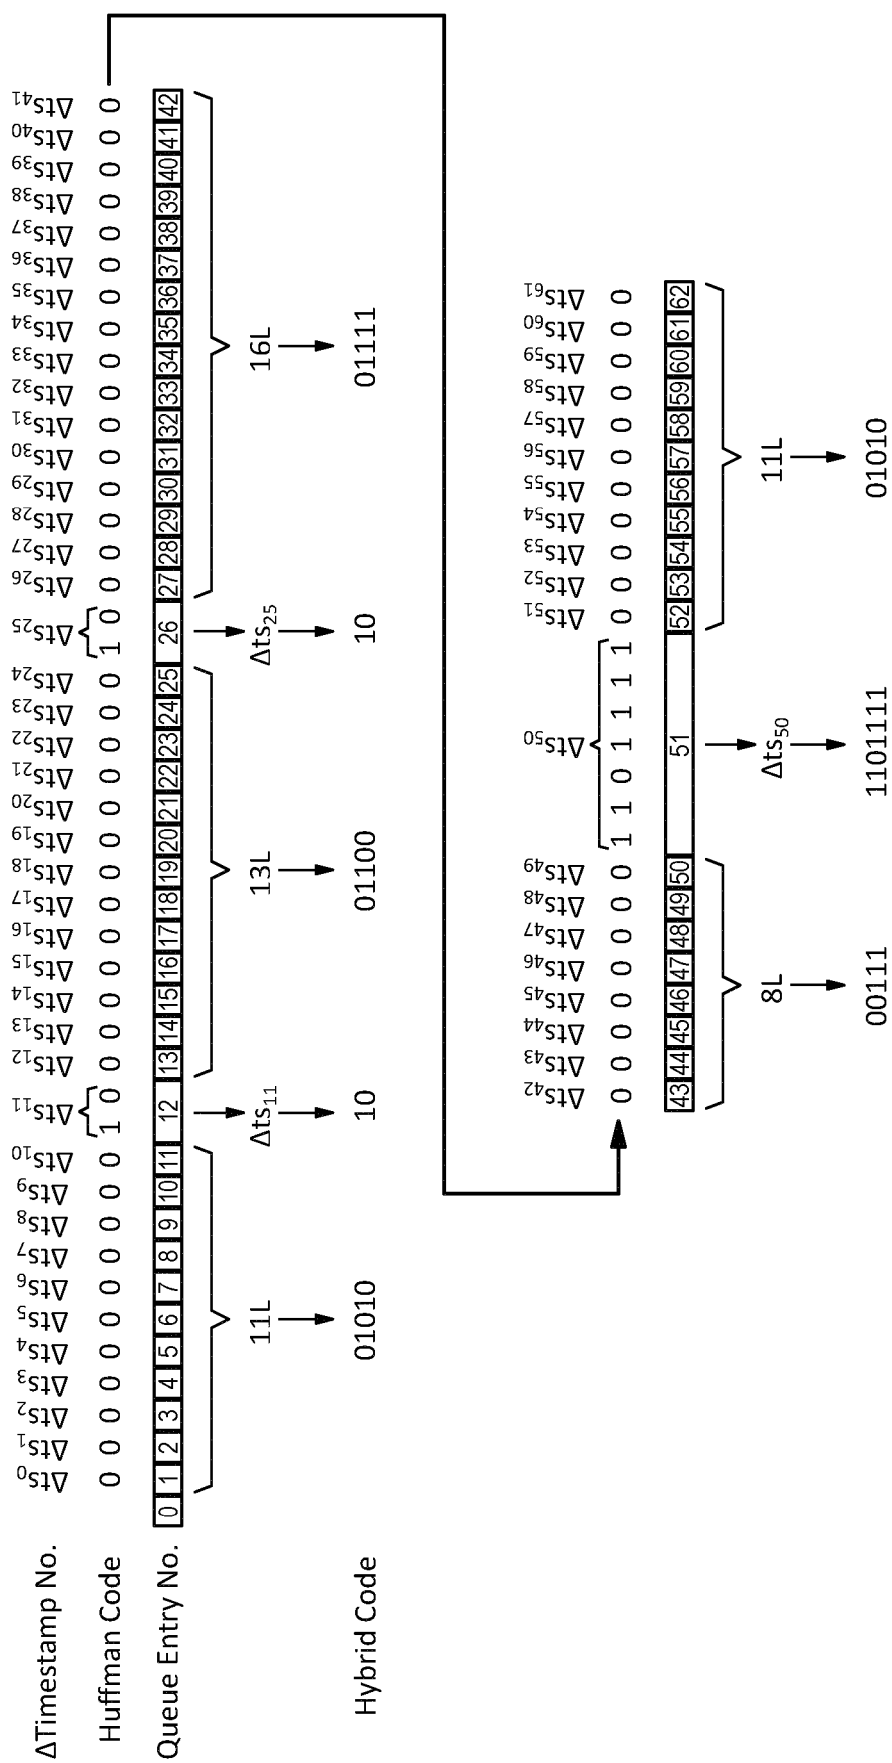 ΔTimestamp No. Δts₀ Δts₁ Δts₂ Δts₃ Δts₄ Δts₅ Δts₆ Δts₇ Δts₈ Δts₉ Δts₁₀ Δts₁₁ Δts₁₂ Δts₁₃ Δts₁₄ Δts₁₅ Δts₁₆ Δts₁₇ Δts₁₈ Δts₁₉ Δts₂₀ Δts₂₁ Δts₂₂ Δts₂₃ Δts₂₄ Δts₂₅ Δts₂₆ Δts₂₇ Δts₂₈ Δts₂₉ Δts₃₀ Δts₃₁ Δts₃₂ Δts₃₃ Δts₃₄ Δts₃₅ Δts₃₆ Δts₃₇ Δts₃₈ Δts₃₉ Δts₄₀ Δts₄₁
Huffman Code 0 0 0 0 0 0 0 0 0 0 0 1 0 0 0 0 0 0 0 0 0 0 0 0 0 0 1 0 0 0 0 0 0 0 0 0 0 0 0 0 0 0 0 0
Queue Entry No. 0 1 2 3 4 5 6 7 8 9 10 11 12 13 14 15 16 17 18 19 20 21 22 23 24 25 26 27 28 29 30 31 32 33 34 35 36 37 38 39 40 41 42
11L Δts₁₁ 13L Δts₂₅ 16L
Hybrid Code 01010 10 01100 10 01111
Δts₄₂ Δts₄₃ Δts₄₄ Δts₄₅ Δts₄₆ Δts₄₇ Δts₄₈ Δts₄₉ Δts₅₀ Δts₅₁ Δts₅₂ Δts₅₃ Δts₅₄ Δts₅₅ Δts₅₆ Δts₅₇ Δts₅₈ Δts₅₉ Δts₆₀ Δts₆₁
0 0 0 0 0 0 0 0 1 1 0 1 1 1 1 0 0 0 0 0 0 0 0 0 0 0
43 44 45 46 47 48 49 50 51 52 53 54 55 56 57 58 59 60 61 62
8L Δts₅₀ 11L
00111 1101111 01010